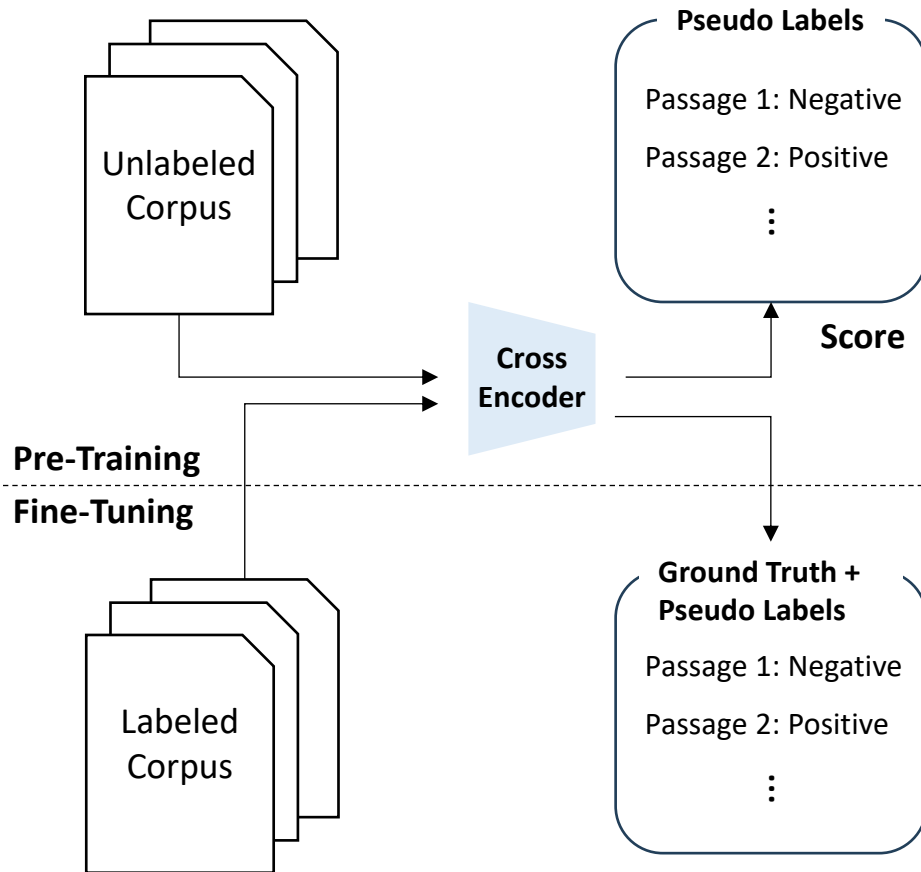 Pseudo Labels
Passage 1: Negative
Passage 2: Positive
⋮
Unlabeled
Corpus
Score
Cross
Encoder
Pre-Training
Fine-Tuning
Ground Truth +
Pseudo Labels
Passage 1: Negative
Passage 2: Positive
⋮
Labeled
Corpus